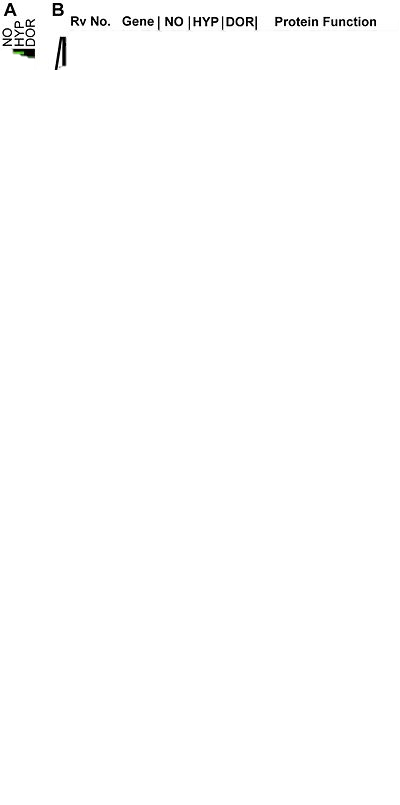 A
NO
HYP
DOR
B
Rv No. Gene | NO | HYP | DOR | Protein Function